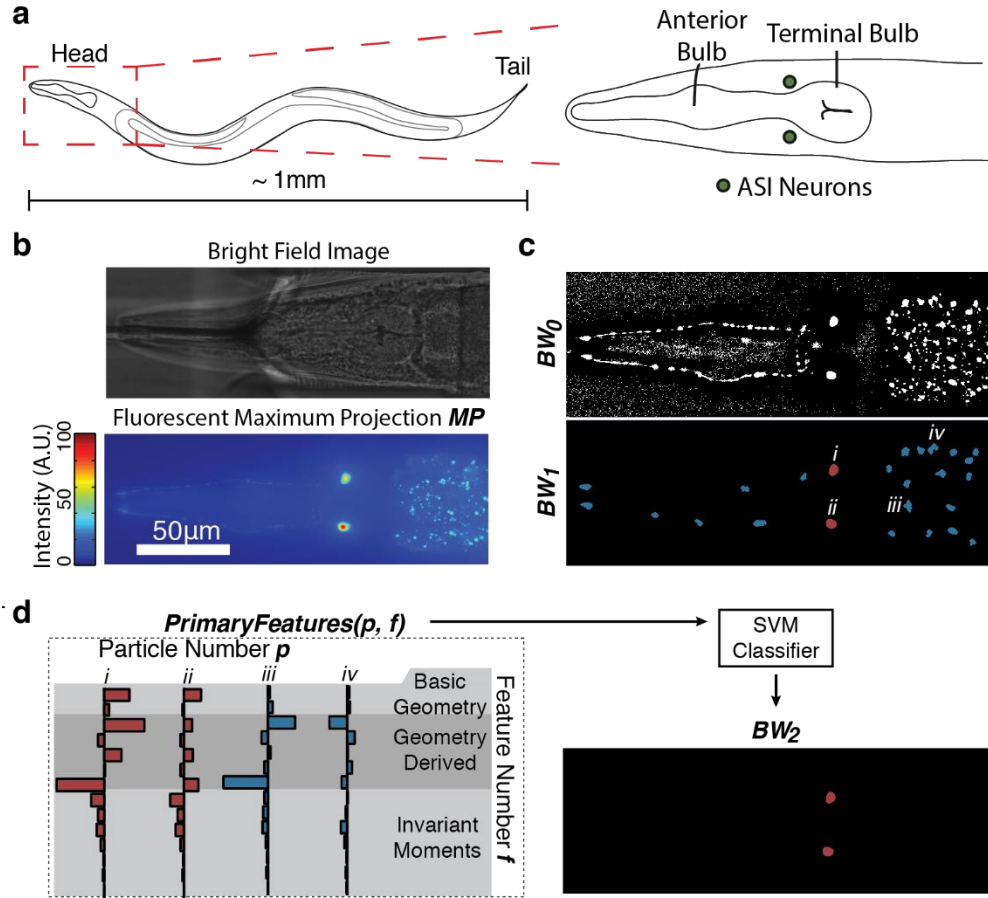 a
Head
Tail
~ 1mm
Anterior
Bulb
Terminal Bulb
ASI Neurons
b
Bright Field Image
Fluorescent Maximum Projection MP
Intensity (A.U.)
100
50
0
50μm
c
BW0
BW1
i
ii
iii
iv
d
PrimaryFeatures(p, f)
Particle Number p
i
ii
iii
iv
Basic
Geometry
Geometry
Derived
Invariant
Moments
Feature Number f
SVM
Classifier
BW2